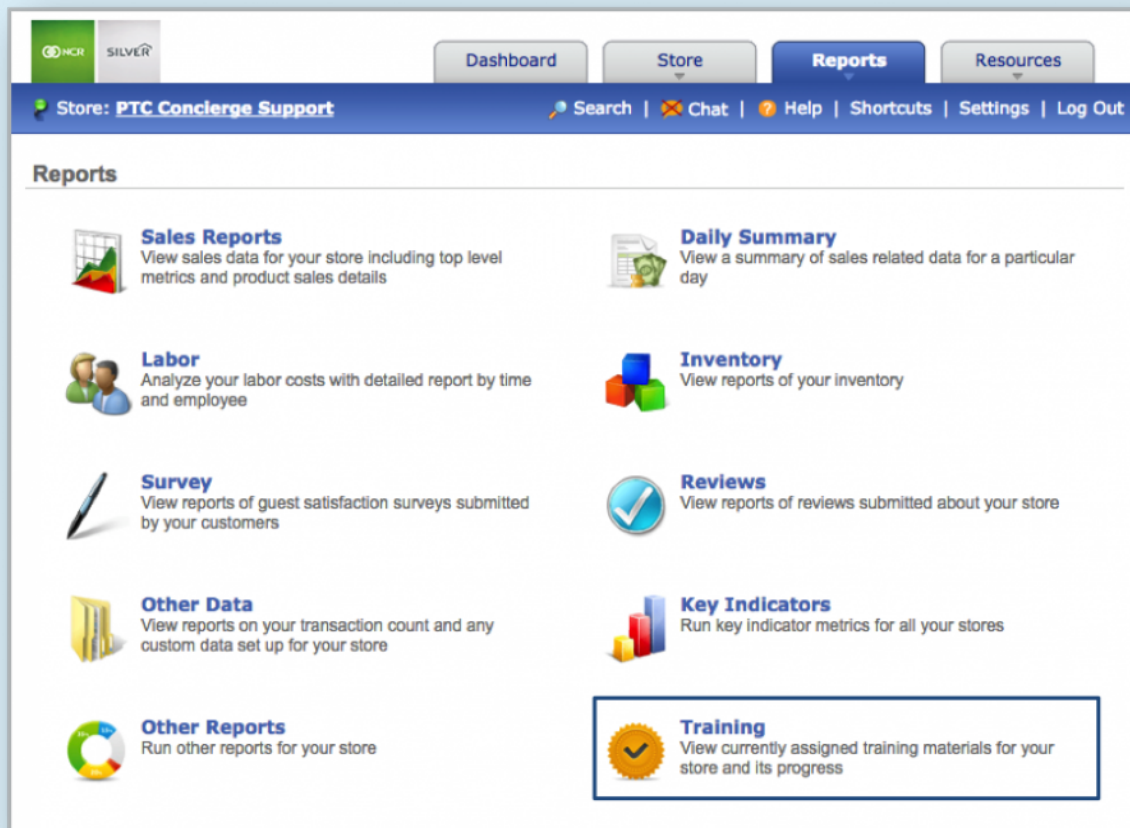 NCR SILVER
Dashboard Store Reports Resources
Store: PTC Concierge Support Search | Chat | Help | Shortcuts | Settings | Log Out
Reports
Sales Reports
View sales data for your store including top level
metrics and product sales details
Daily Summary
View a summary of sales related data for a particular
day
Labor
Analyze your labor costs with detailed report by time
and employee
Inventory
View reports of your inventory
Survey
View reports of guest satisfaction surveys submitted
by your customers
Reviews
View reports of reviews submitted about your store
Other Data
View reports on your transaction count and any
custom data set up for your store
Key Indicators
Run key indicator metrics for all your stores
Other Reports
Run other reports for your store
Training
View currently assigned training materials for your
store and its progress